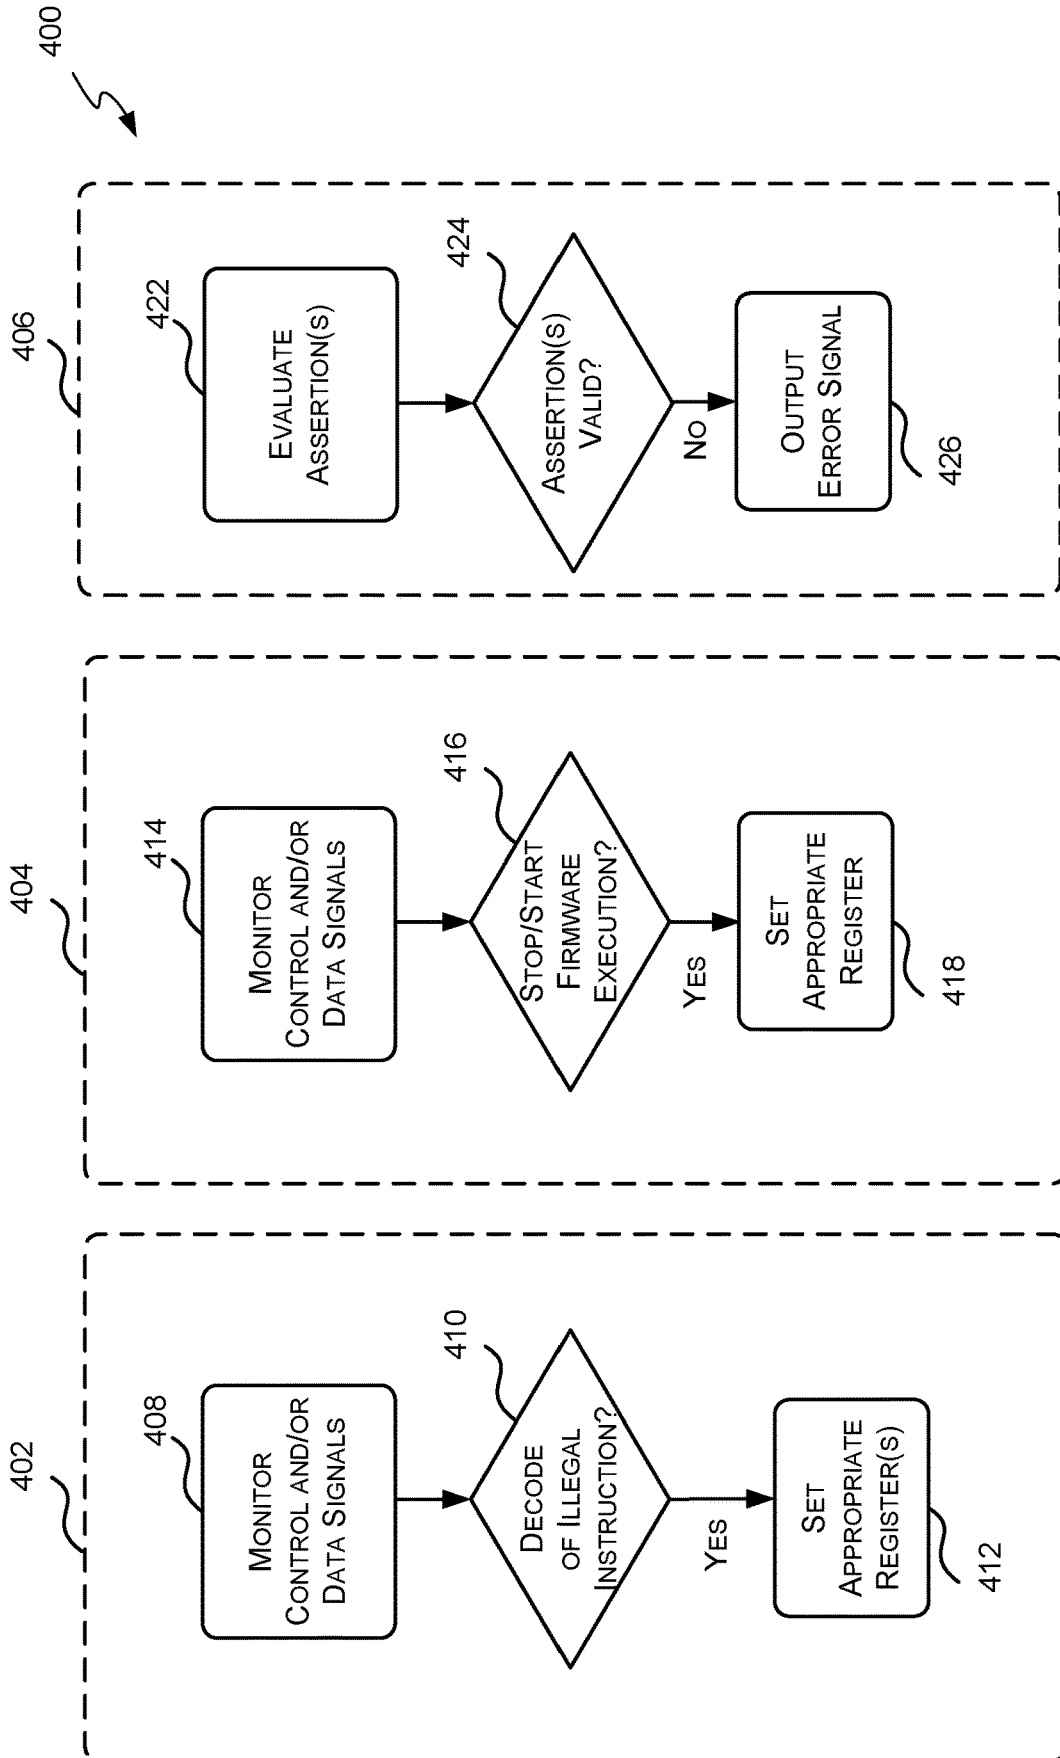 400
402
408
MONITOR
CONTROL AND/OR
DATA SIGNALS
410
DECODE
OF ILLEGAL
INSTRUCTION?
YES
SET
APPROPRIATE
REGISTER(S)
412
404
414
MONITOR
CONTROL AND/OR
DATA SIGNALS
416
STOP/START
FIRMWARE
EXECUTION?
YES
SET
APPROPRIATE
REGISTER
418
406
422
EVALUATE
ASSERTION(S)
424
ASSERTION(S)
VALID?
NO
OUTPUT
ERROR SIGNAL
426